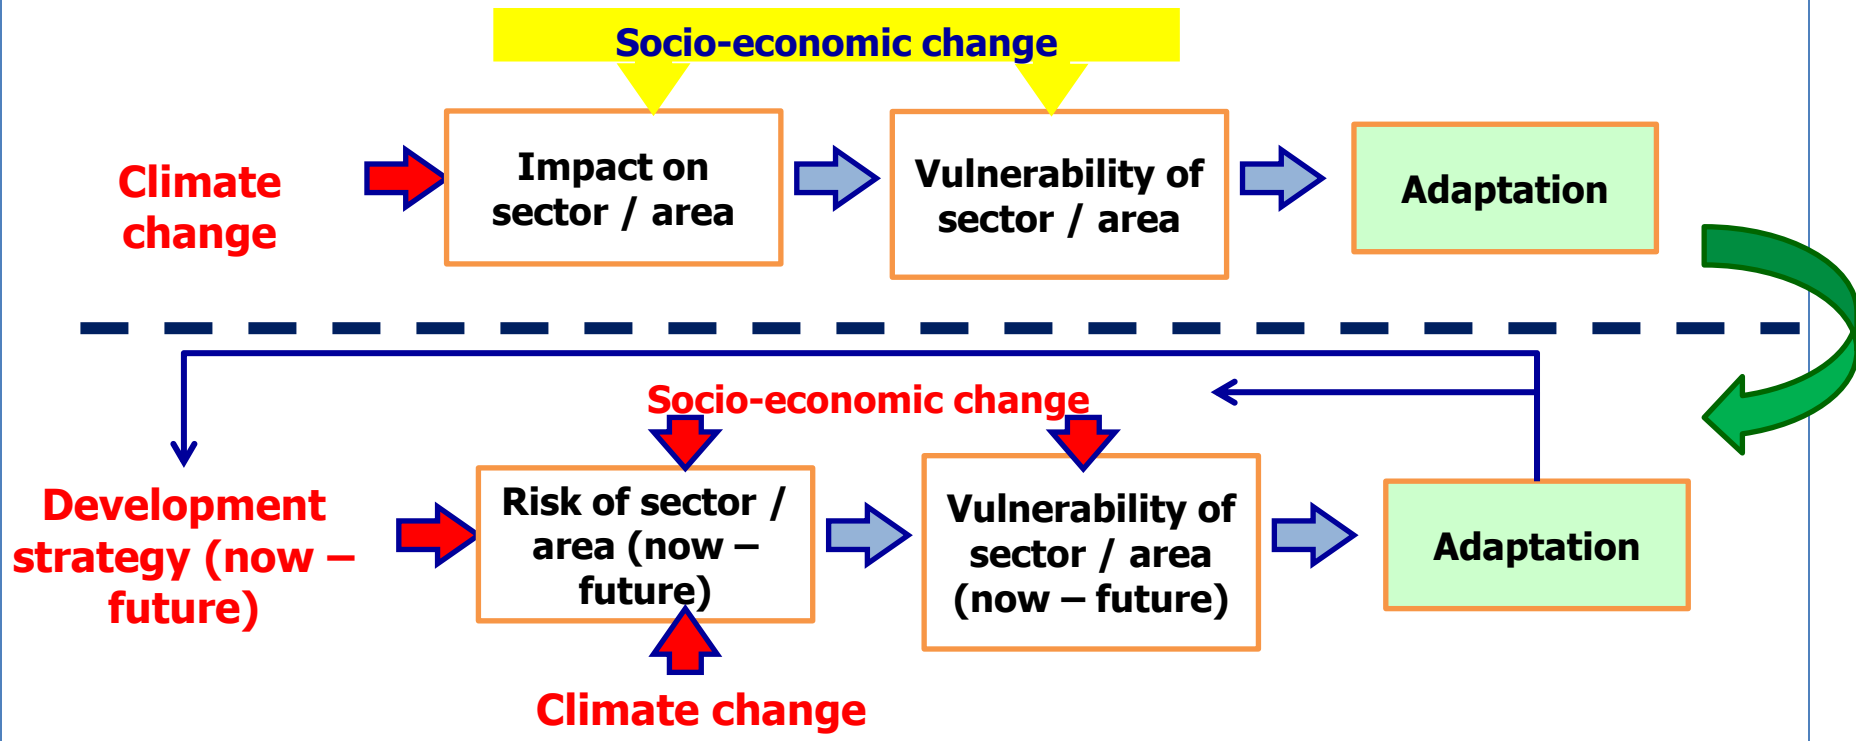 Socio-economic change
Climate
change
Impact on
sector / area
Vulnerability of
sector / area
Adaptation
Socio-economic change
Development
strategy (now –
future)
Risk of sector /
area (now –
future)
Vulnerability of
sector / area
(now – future)
Adaptation
Climate change